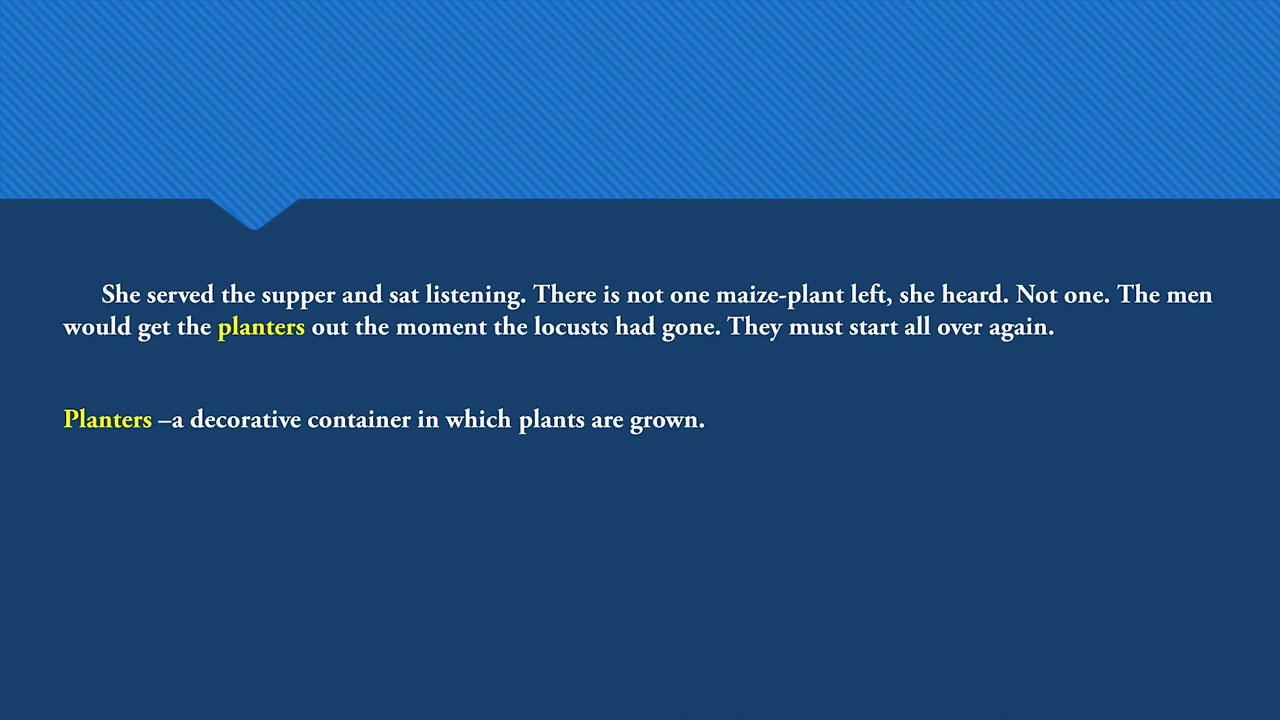 She served the supper and sat listening. There is not one maize-plant left, she heard. Not one. The men
would get the planters out the moment the locusts had gone. They must start all over again.
Planters –a decorative container in which plants are grown.